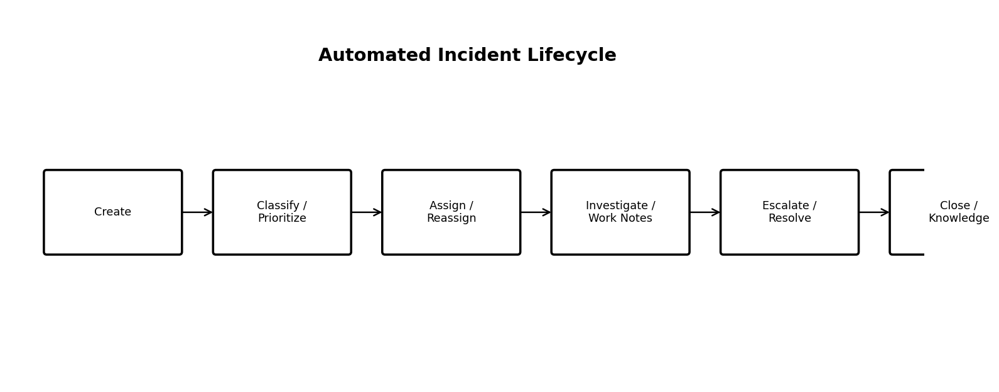 Automated Incident Lifecycle
Create
Classify /
Prioritize
Assign /
Reassign
Investigate /
Work Notes
Escalate /
Resolve
Close /
Knowledge